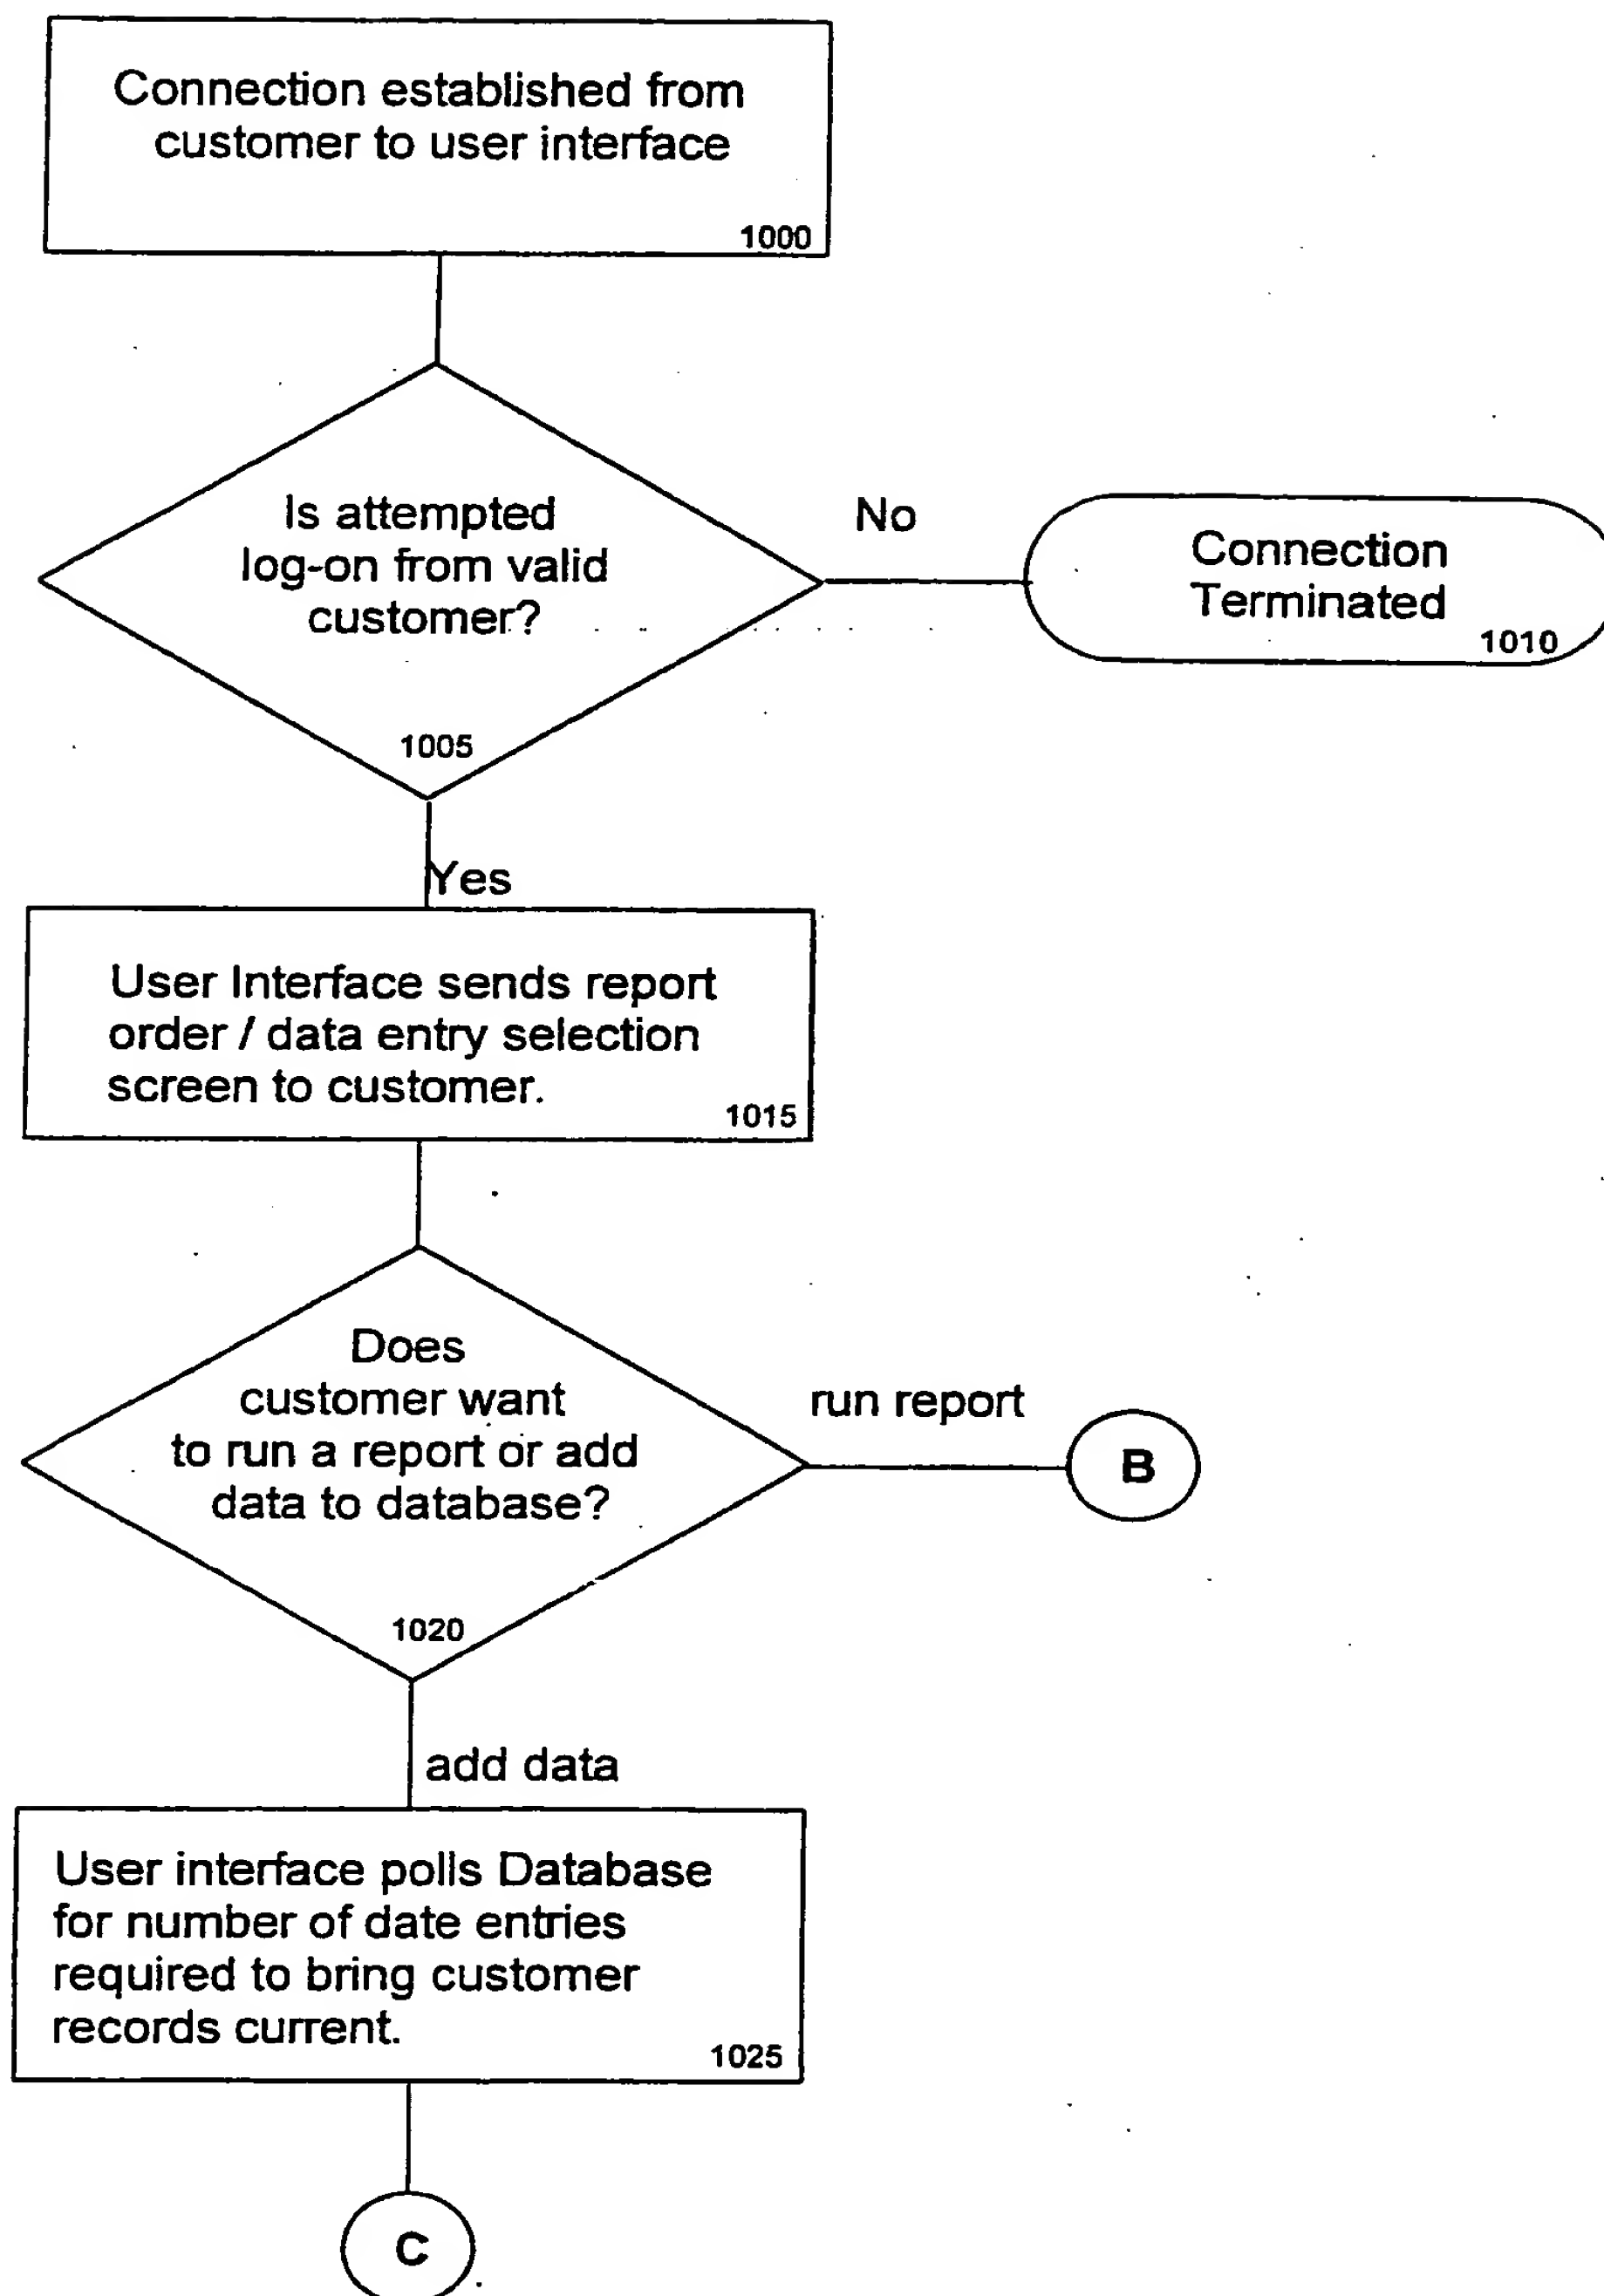 Connection established from
customer to user interface
1000
Is attempted
log-on from valid
customer?
1005
No
Connection
Terminated
1010
Yes
User Interface sends report
order / data entry selection
screen to customer.
1015
Does
customer want
to run a report or add
data to database?
1020
run report
B
add data
User interface polls Database
for number of date entries
required to bring customer
records current.
1025
C